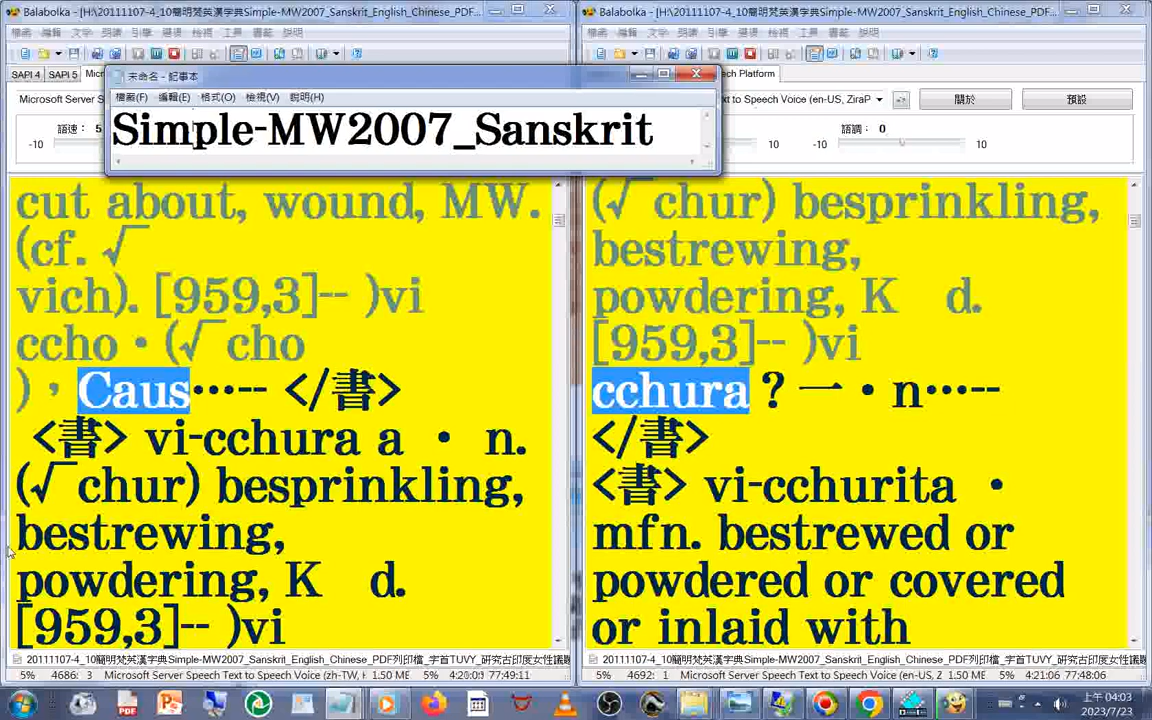 Balabolka - [H:\20111107-4_10簡明梵英漢字典Simple-MW2007_Sanskrit_English_Chinese_PDF...
Balabolka - [H:\20111107-4_10簡明梵英漢字典Simple-MW2007_Sanskrit_English_Chinese_PDF...
SAPI 4 SAPI 5
未命名 - 記事本
檔案(F) 編輯(E) 格式(O) 檢視(V) 說明(H)
Simple-MW2007_Sanskrit
ech Platform
Microsoft Server S
xt to Speech Voice (en-US, ZiraP
關於
預設
語速： 5
-10
10
-10
語調： 0
10
cut about, wound, MW.
(cf. √
vich). [959,3]-- )vi
ccho・(√cho
)，Caus…-- </書>
<書> vi-cchura a ・ n.
(√chur) besprinkling,
bestrewing,
powdering, K d.
[959,3]-- )vi
(√chur) besprinkling,
bestrewing,
powdering, K d.
[959,3]-- )vi
cchura？一・n…--
</書>
<書> vi-cchurita ・
mfn. bestrewed or
powdered or covered
or inlaid with
20111107-4_10簡明梵英漢字典Simple-MW2007_Sanskrit_English_Chinese_PDF列印檔_字首TUVY_研究古印度女性議題
20111107-4_10簡明梵英漢字典Simple-MW2007_Sanskrit_English_Chinese_PDF列印檔_字首TUVY_研究古印度女性議題
5% 4686: 3 Microsoft Server Speech Text to Speech Voice (zh-TW, H 1.50 ME 5% 4:20:09 77:49:11
5% 4692: 1 Microsoft Server Speech Text to Speech Voice (en-US, 1.50 ME 5% 4:21:06 77:48:06
上午 04:03
2023/7/23